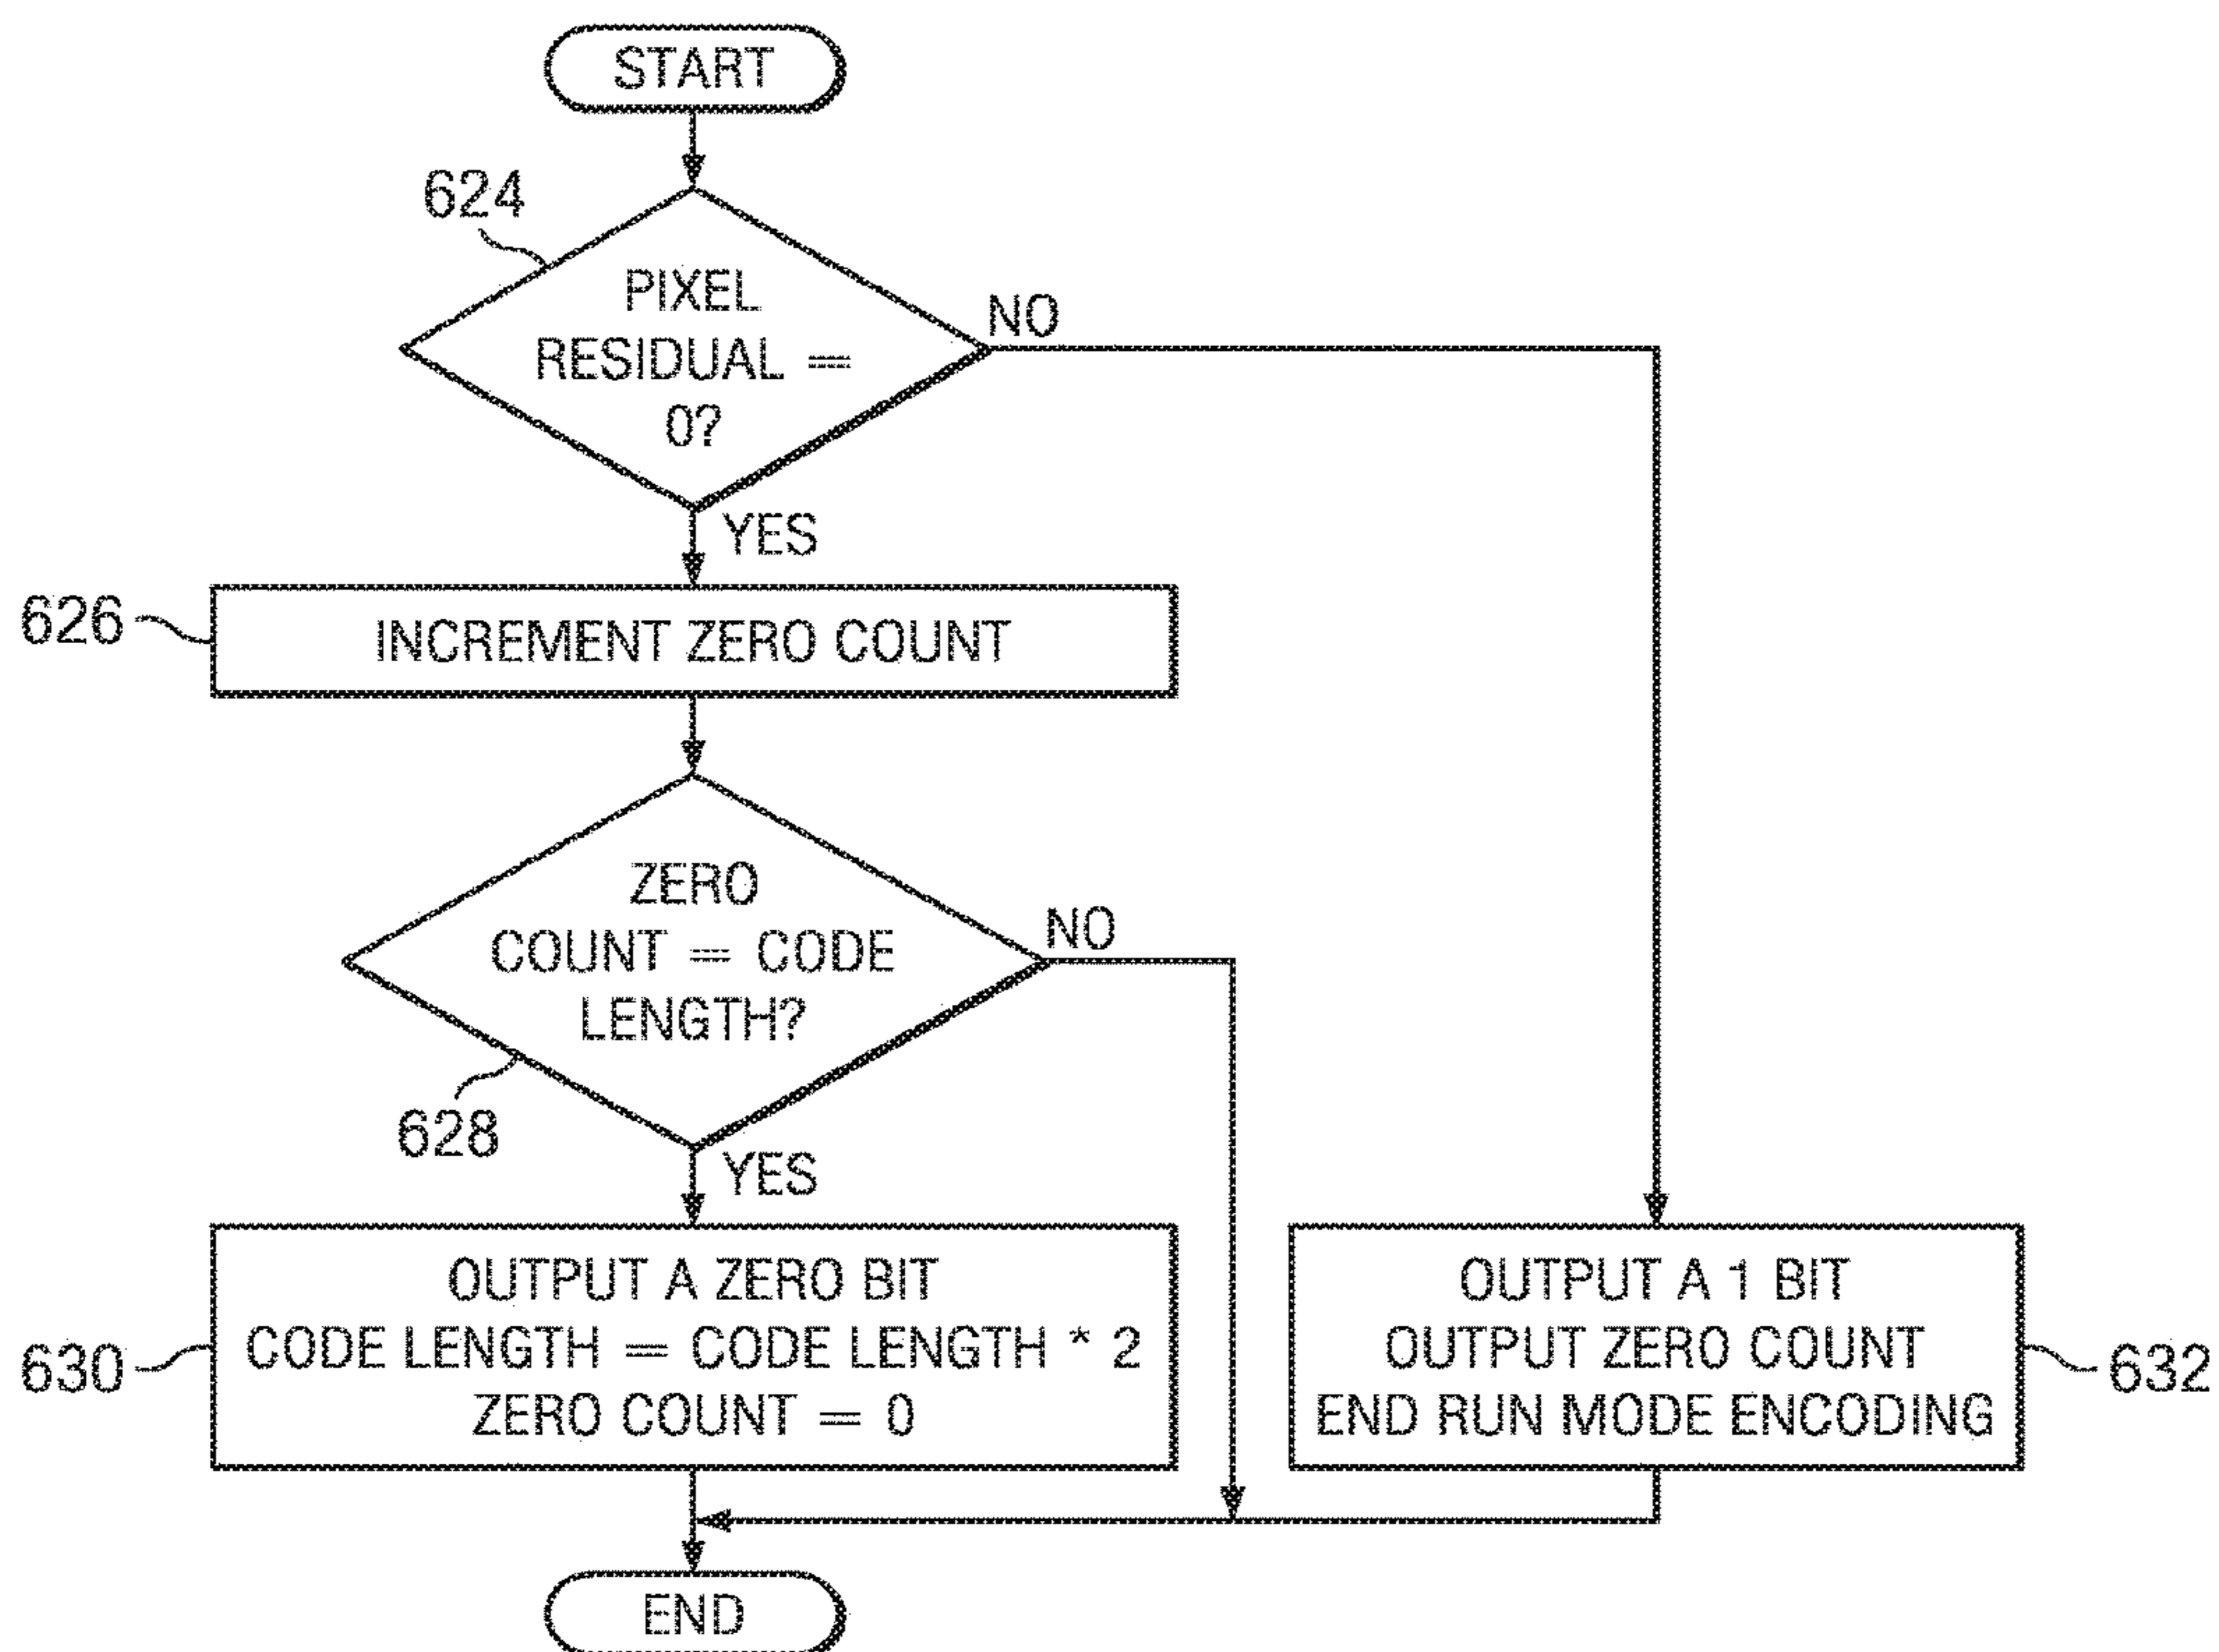 START
624
PIXEL
RESIDUAL ==
0?
NO
YES
626
INCREMENT ZERO COUNT
ZERO
COUNT == CODE
LENGTH?
NO
628
YES
630
OUTPUT A ZERO BIT
CODE LENGTH = CODE LENGTH * 2
ZERO COUNT = 0
OUTPUT A 1 BIT
OUTPUT ZERO COUNT
END RUN MODE ENCODING
632
END